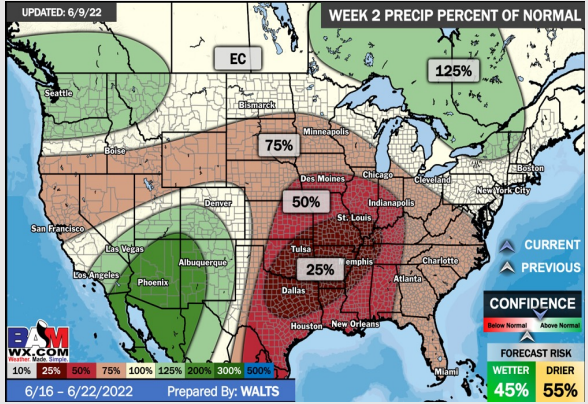 UPDATED: 6/9/22
WEEK 2 PRECIP PERCENT OF NORMAL
EC
125%
Seattle
Bismarck
Minneapolis
75%
Boise
Boston
Des Moines
Chicago
Cleveland
New York City
50%
Denver
Indianapolis
St. Louis
San Francisco
Las Vegas
Tulsa
CURRENT
Albuquerque
25%
emphis
Charlotte
PREVIOUS
Los Angeles
Phoenix
Dallas
Atlanta
CONFIDENCE
Houston
New Orleans
Below Normal
Above Normal
BAM
WX.COM
Weather. Made. Simple.
FORECAST RISK
Miami
10% 25% 50% 75% 100% 125% 200% 300% 500%
WETTER
DRIER
45%
55%
6/16 – 6/22/2022
Prepared By: WALTS